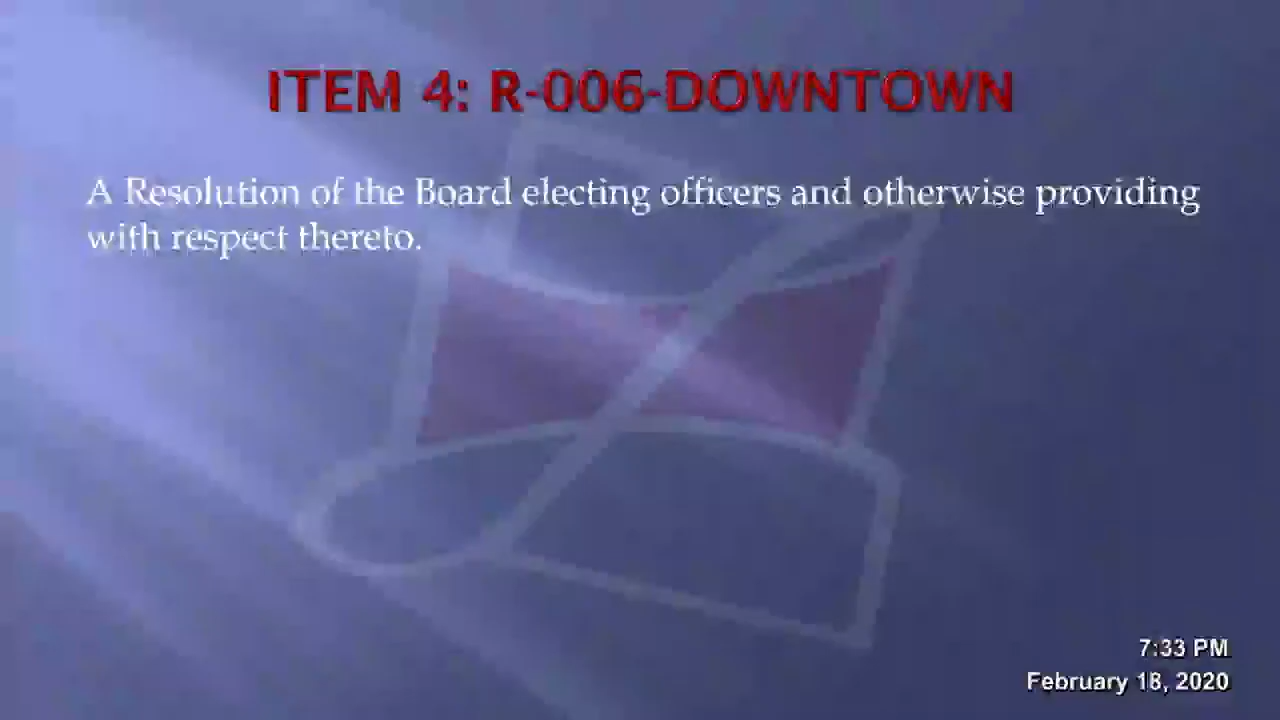 ITEM 4: R-006-DOWNTOWN
A Resolution of the Board electing officers and otherwise providing
with respect thereto.
7:33 PM
February 18, 2020